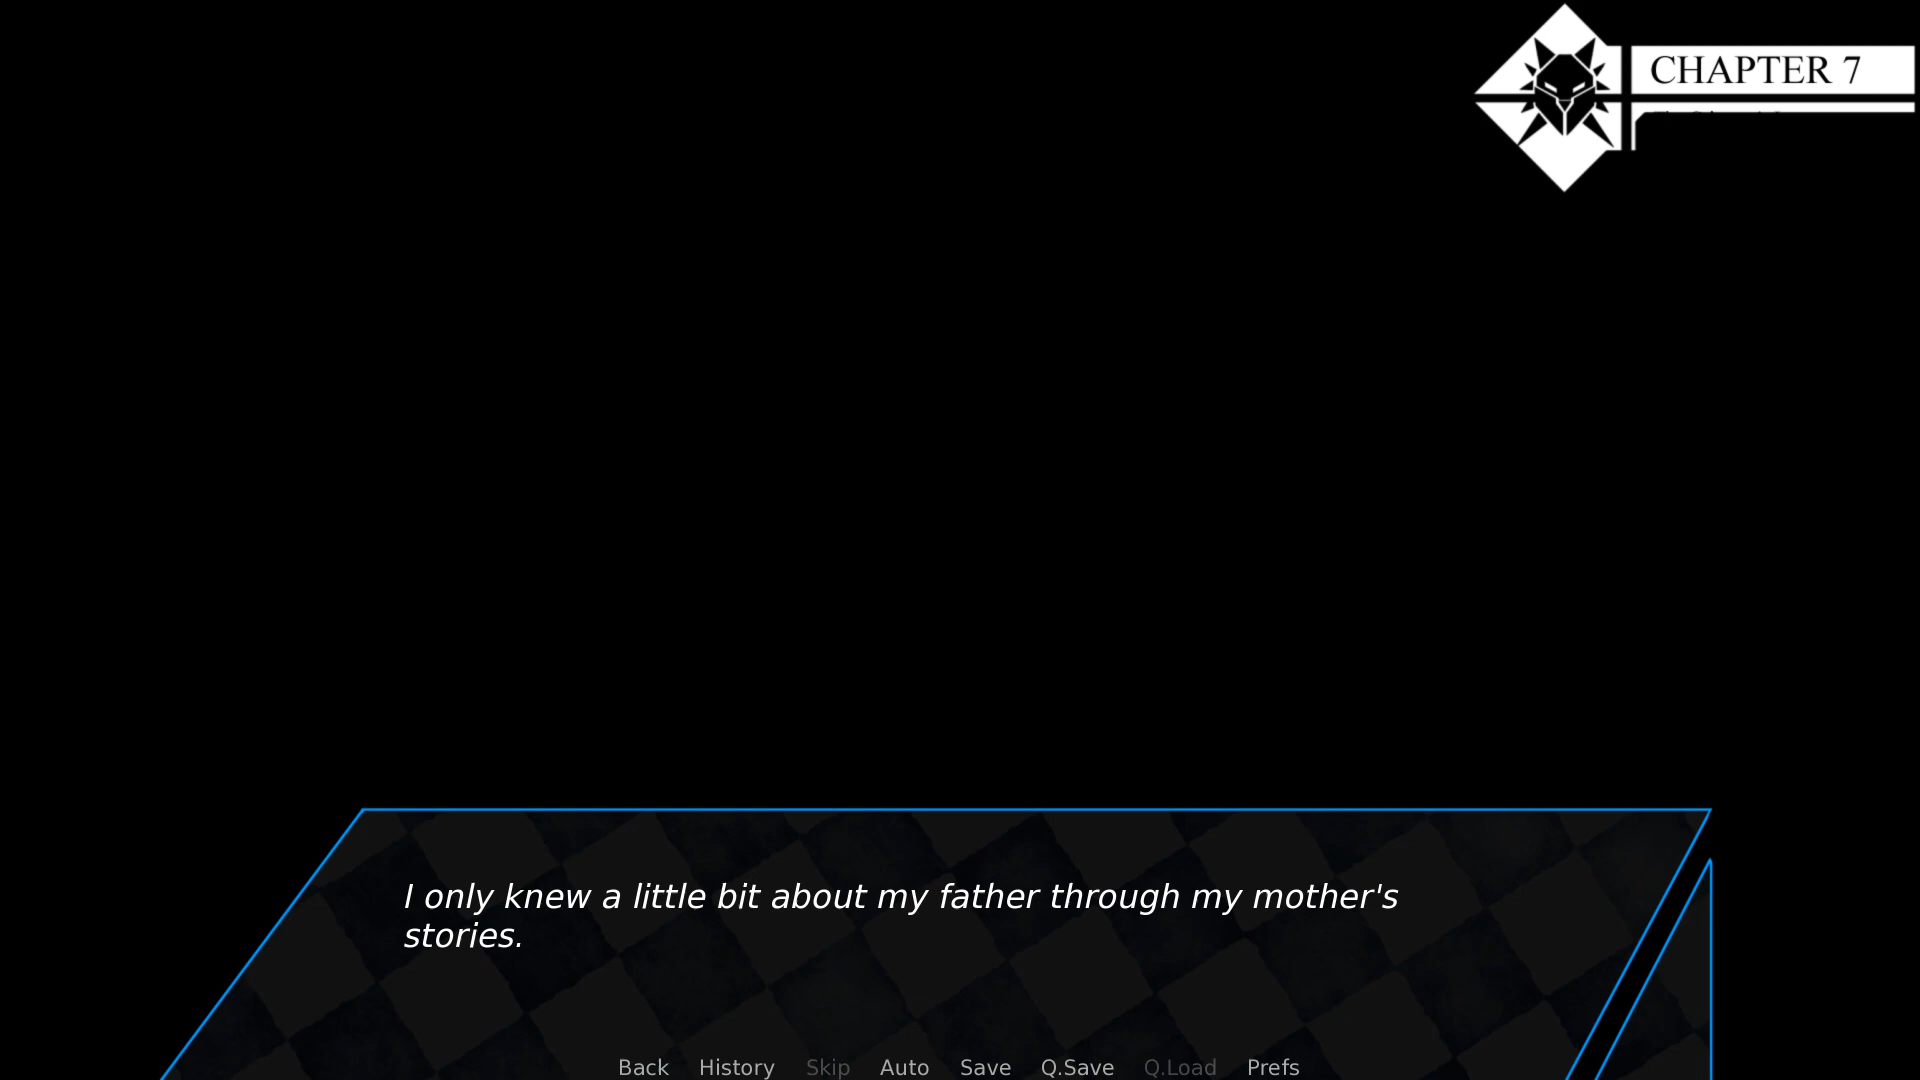 CHAPTER 7
I only knew a little bit about my father through my mother's
stories.
Back History Skip Auto Save Q.Save Q.Load Prefs